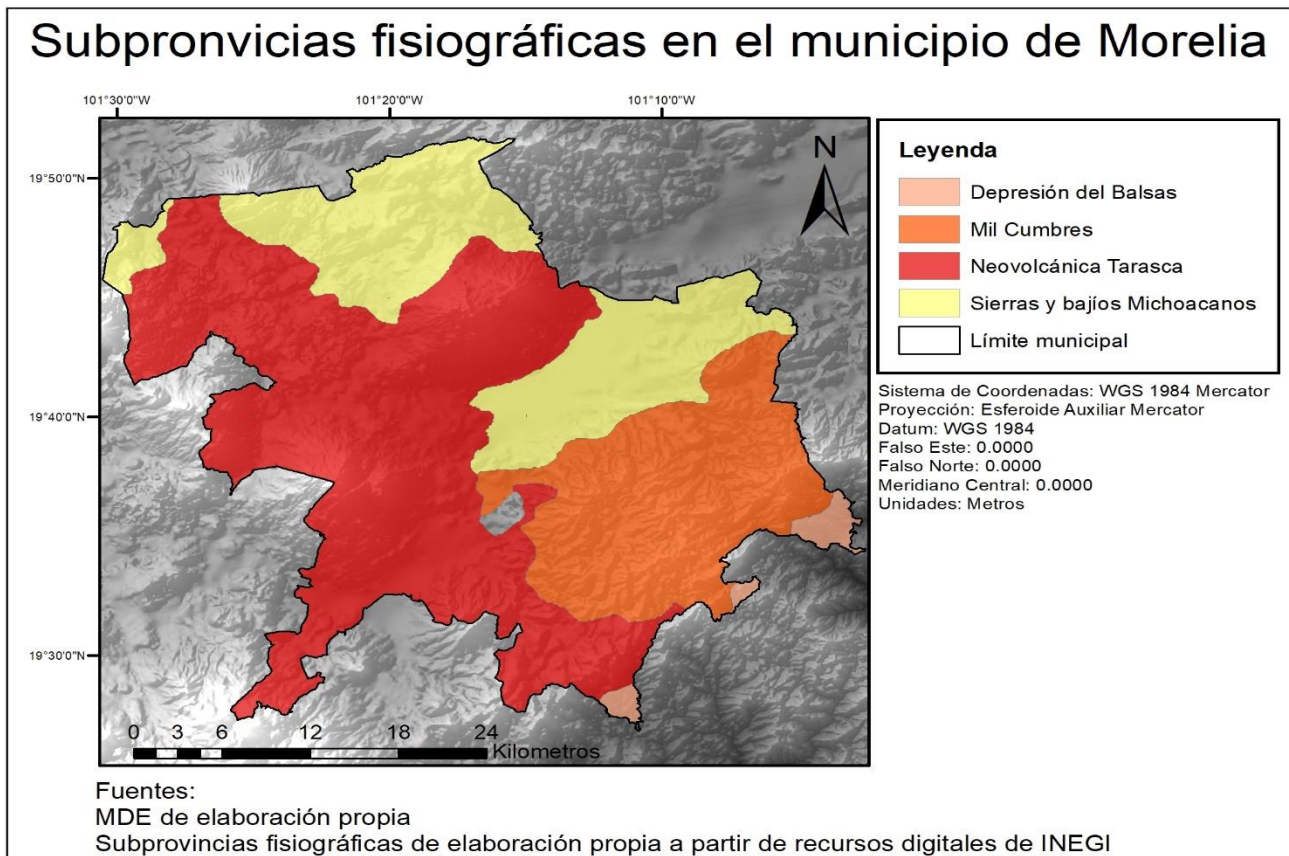 Subpronvicias fisiográficas en el municipio de Morelia
101°30'0"W
101°20'0"W
101°10'0"W
19°50'0"N
19°40'0"N
19°30'0"N
N
Leyenda
Depresión del Balsas
Mil Cumbres
Neovolcánica Tarasca
Sierras y bajíos Michoacanos
Límite municipal
Sistema de Coordenadas: WGS 1984 Mercator
Proyección: Esferoide Auxiliar Mercator
Datum: WGS 1984
Falso Este: 0.0000
Falso Norte: 0.0000
Meridiano Central: 0.0000
Unidades: Metros
0 3 6 12 18 24
Kilometros
Fuentes:
MDE de elaboración propia
Subprovincias fisiográficas de elaboración propia a partir de recursos digitales de INEGI